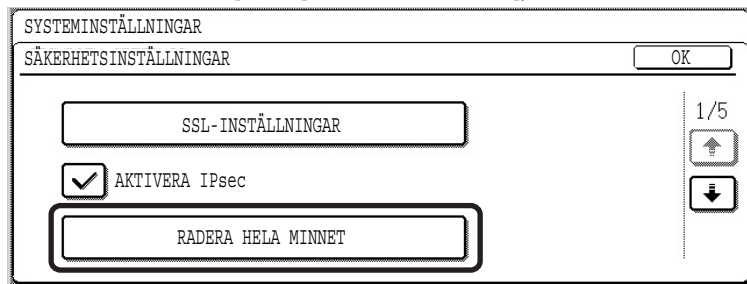 SYSTEMINSTÄLLNINGAR
SÄKERHETSINSTÄLLNINGAR
OK
SSL-INSTÄLLNINGAR
1/5
AKTIVERA IPsec
RADERA HELA MINNET